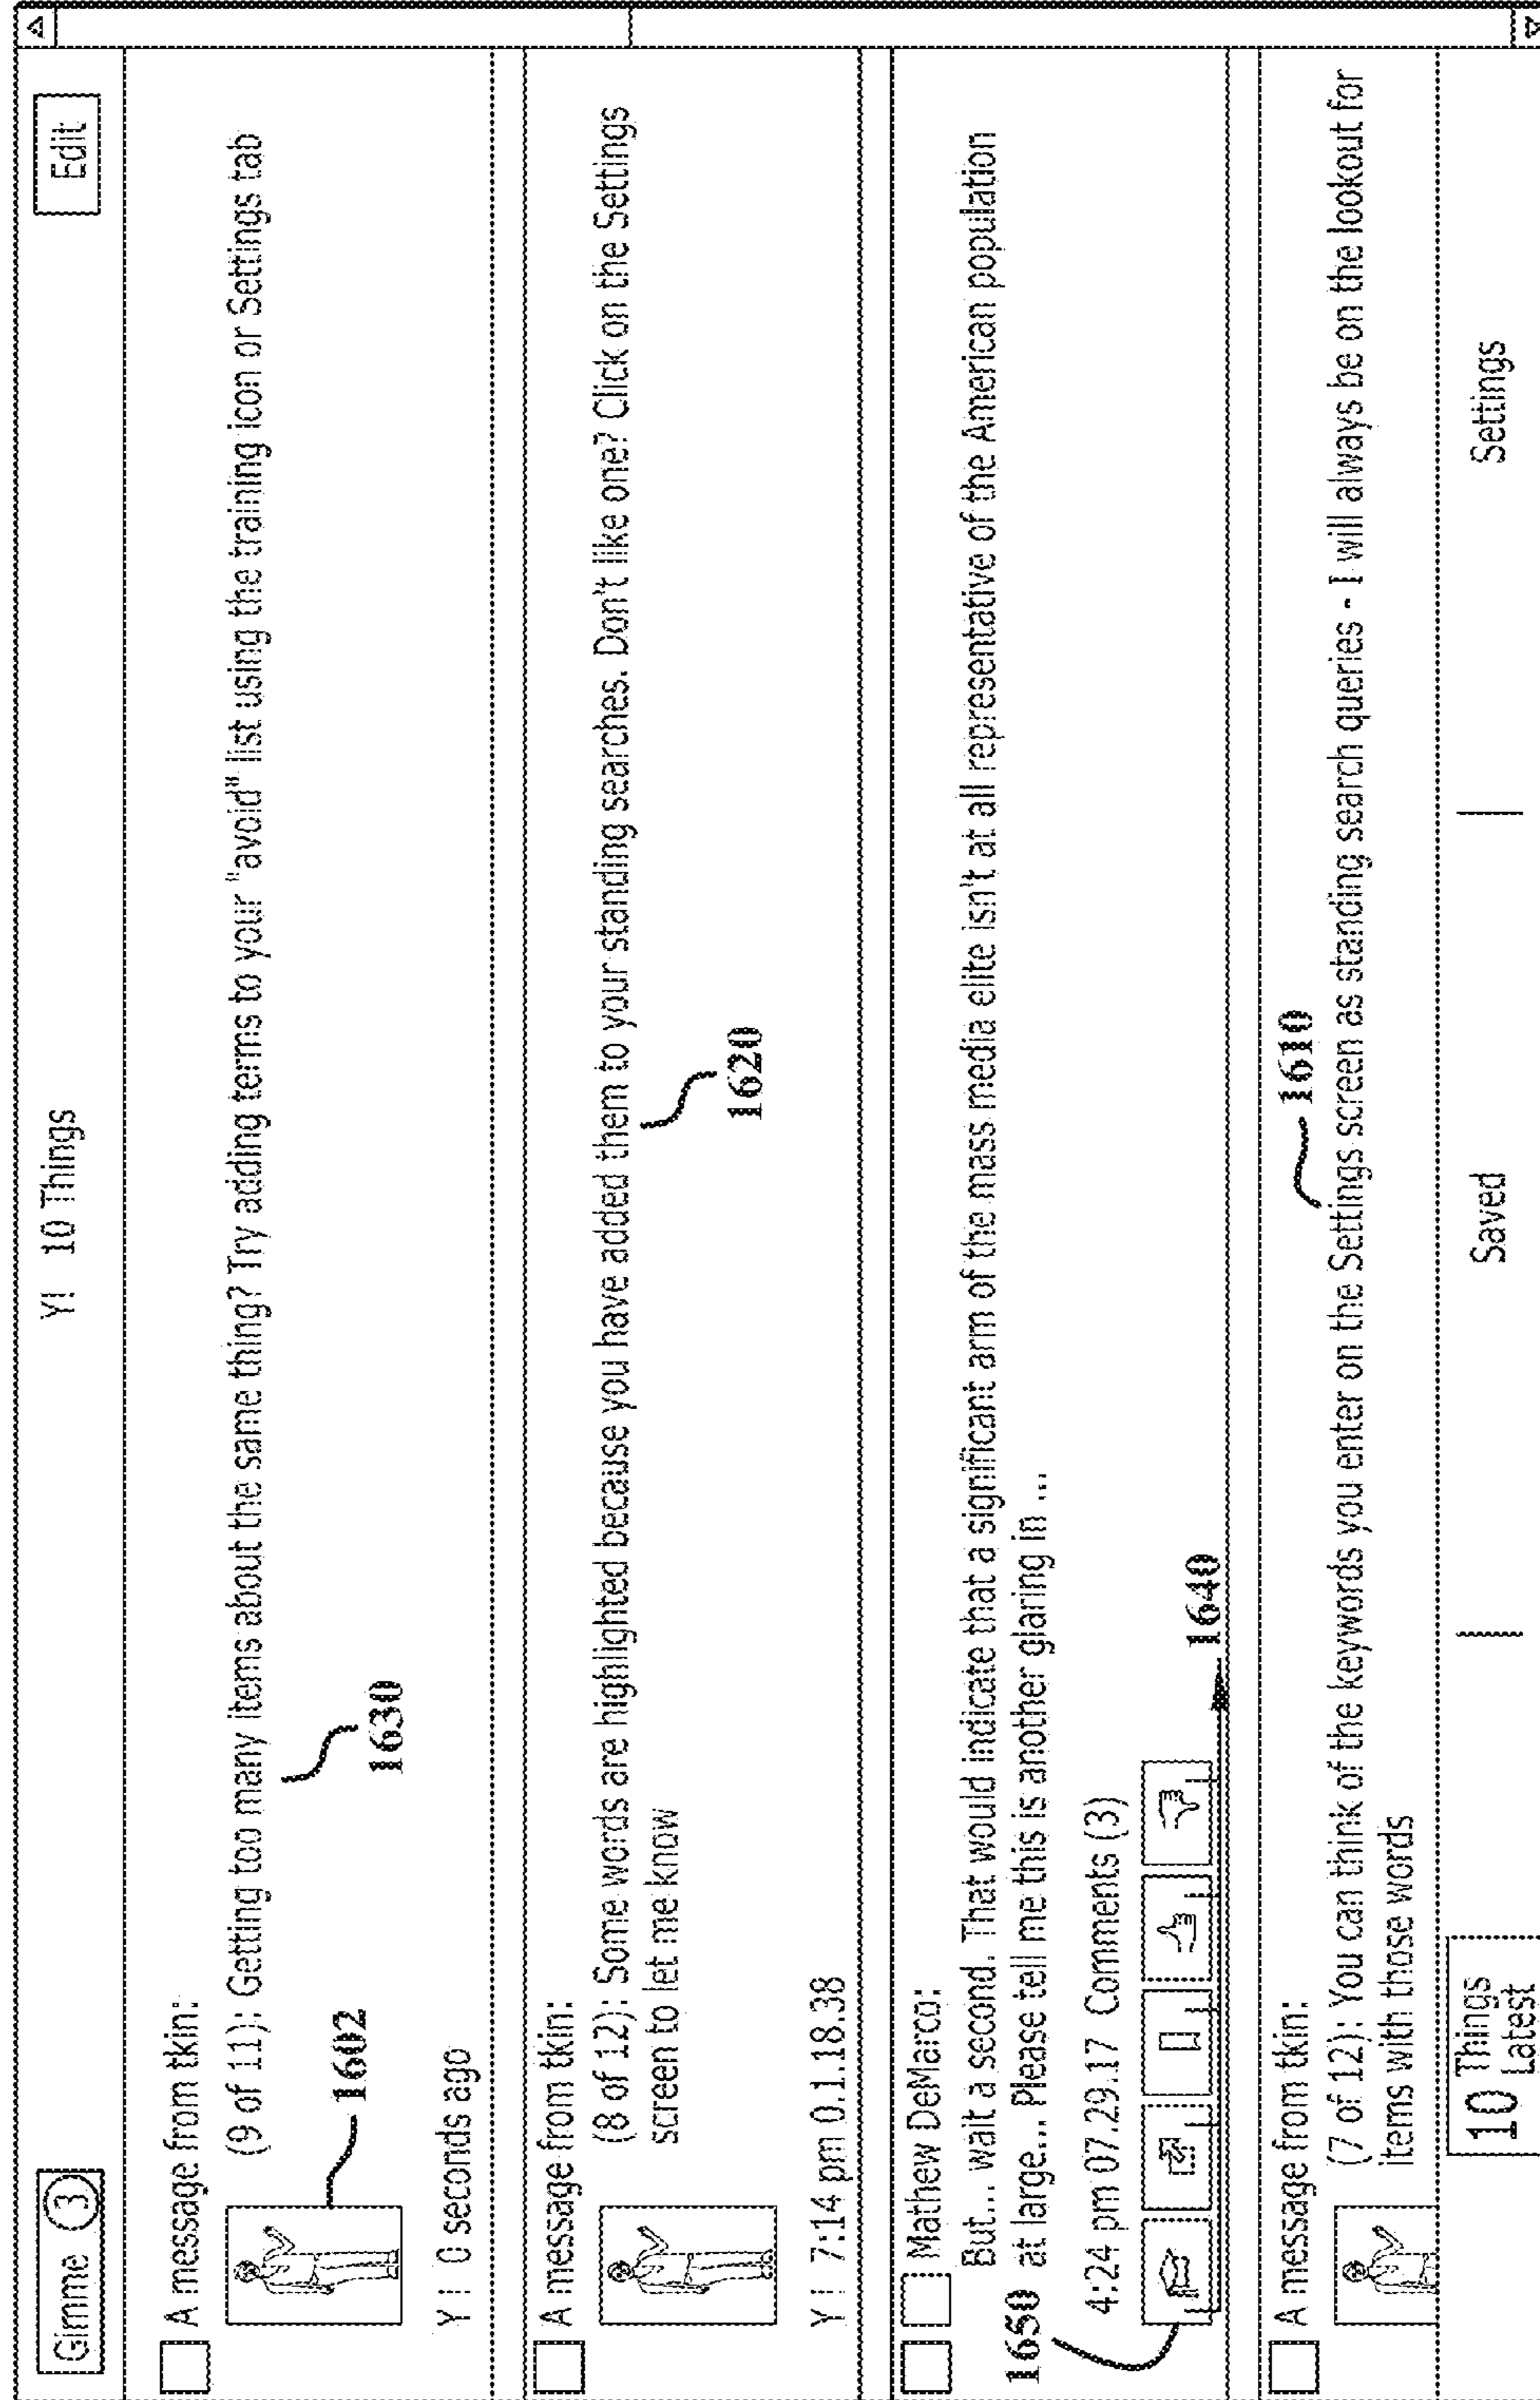 Gimme 3 Y! 10 Things Edit
A message from tkin:
(9 of 11): Getting too many items about the same thing? Try adding terms to your "avoid" list using the training icon or Settings tab
1602
1630
Y! 0 seconds ago
A message from tkin:
(8 of 12): Some words are highlighted because you have added them to your standing searches. Don't like one? Click on the Settings
screen to let me know
1620
Y! 7:14 pm 0.1.18.38
Mathew DeMarco:
But... wait a second. That would indicate that a significant arm of the mass media elite isn't at all representative of the American population
at large... Please tell me this is another glaring in ...
1650
4:24 pm 07.29.17 Comments (3)
1640
A message from tkin:
1610
(7 of 12): You can think of the keywords you enter on the Settings screen as standing search queries - I will always be on the lookout for
items with those words
10 Things
Latest
Saved
Settings